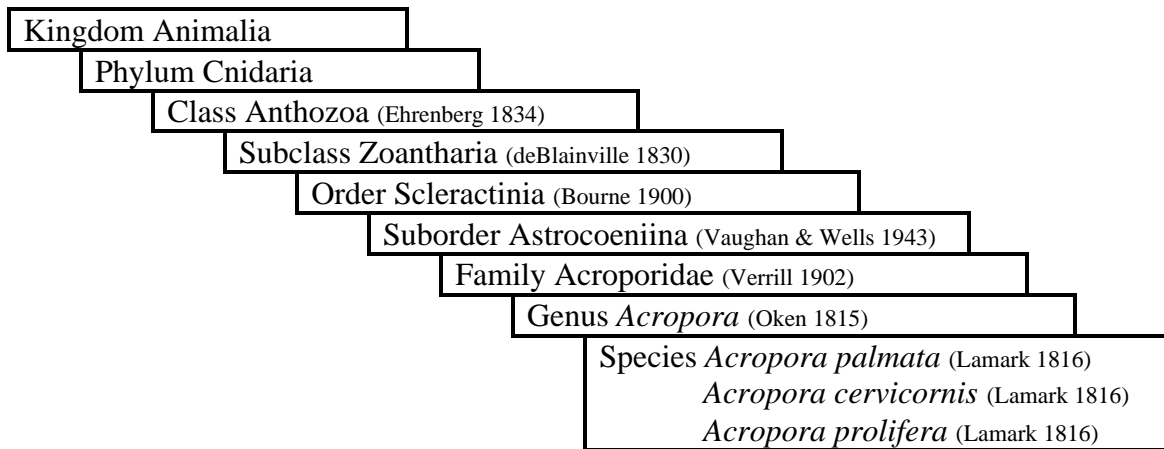 Kingdom Animalia
Phylum Cnidaria
Class Anthozoa (Ehrenberg 1834)
Subclass Zoantharia (deBlainville 1830)
Order Scleractinia (Bourne 1900)
Suborder Astrocoeniina (Vaughan & Wells 1943)
Family Acroporidae (Verrill 1902)
Genus Acropora (Oken 1815)
Species Acropora palmata (Lamark 1816)
Acropora cervicornis (Lamark 1816)
Acropora prolifera (Lamark 1816)